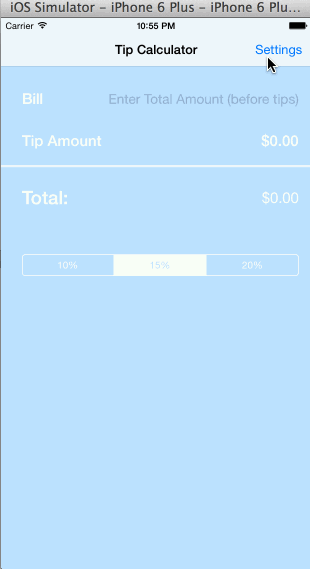 iOS Simulator – iPhone 6 Plus – iPhone 6 Plu...
Carrier 10:55 PM
Tip Calculator Settings
Bill Enter Total Amount (before tips)
Tip Amount $0.00
Total: $0.00
10% 15% 20%